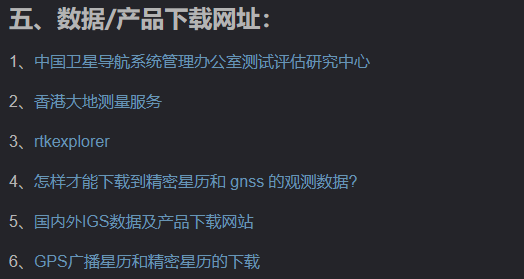 五、数据/产品下载网址：
1、中国卫星导航系统管理办公室测试评估研究中心
2、香港大地测量服务
3、rtkexplorer
4、怎样才能下载到精密星历和 gnss 的观测数据?
5、国内外IGS数据及产品下载网站
6、GPS广播星历和精密星历的下载